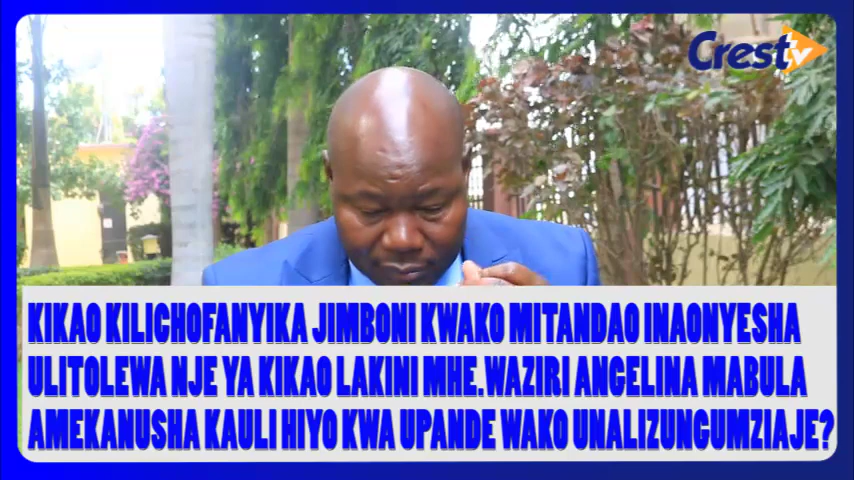 Crest tv
KIKAO KILICHOFANYIKA JIMBONI KWAKO MITANDAO INAONYESHA
ULITOLEWA NJE YA KIKAO LAKINI MHE.WAZIRI ANGELINA MABULA
AMEKANUSHA KAULI HIYO KWA UPANDE WAKO UNALIZUNGUMZIAJE?